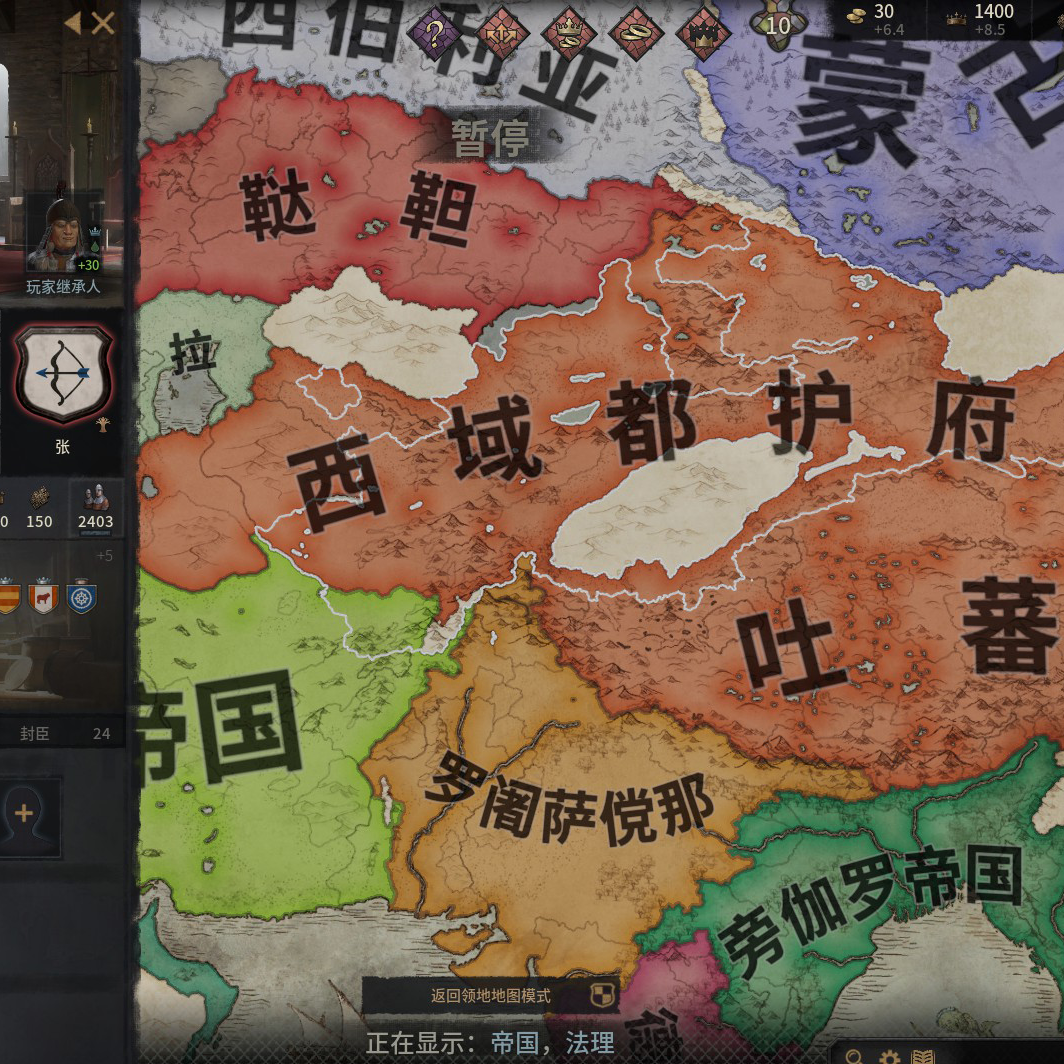 西伯利亚
蒙古
10
30
+6.4
1400
+8.5
暂停
鞑靼
+30
玩家继承人
拉
张
西域都护府
0
150
2403
+5
吐蕃
帝国
封臣
24
罗阇萨傥那
旁伽罗帝国
返回领地地图模式
正在显示：帝国，法理